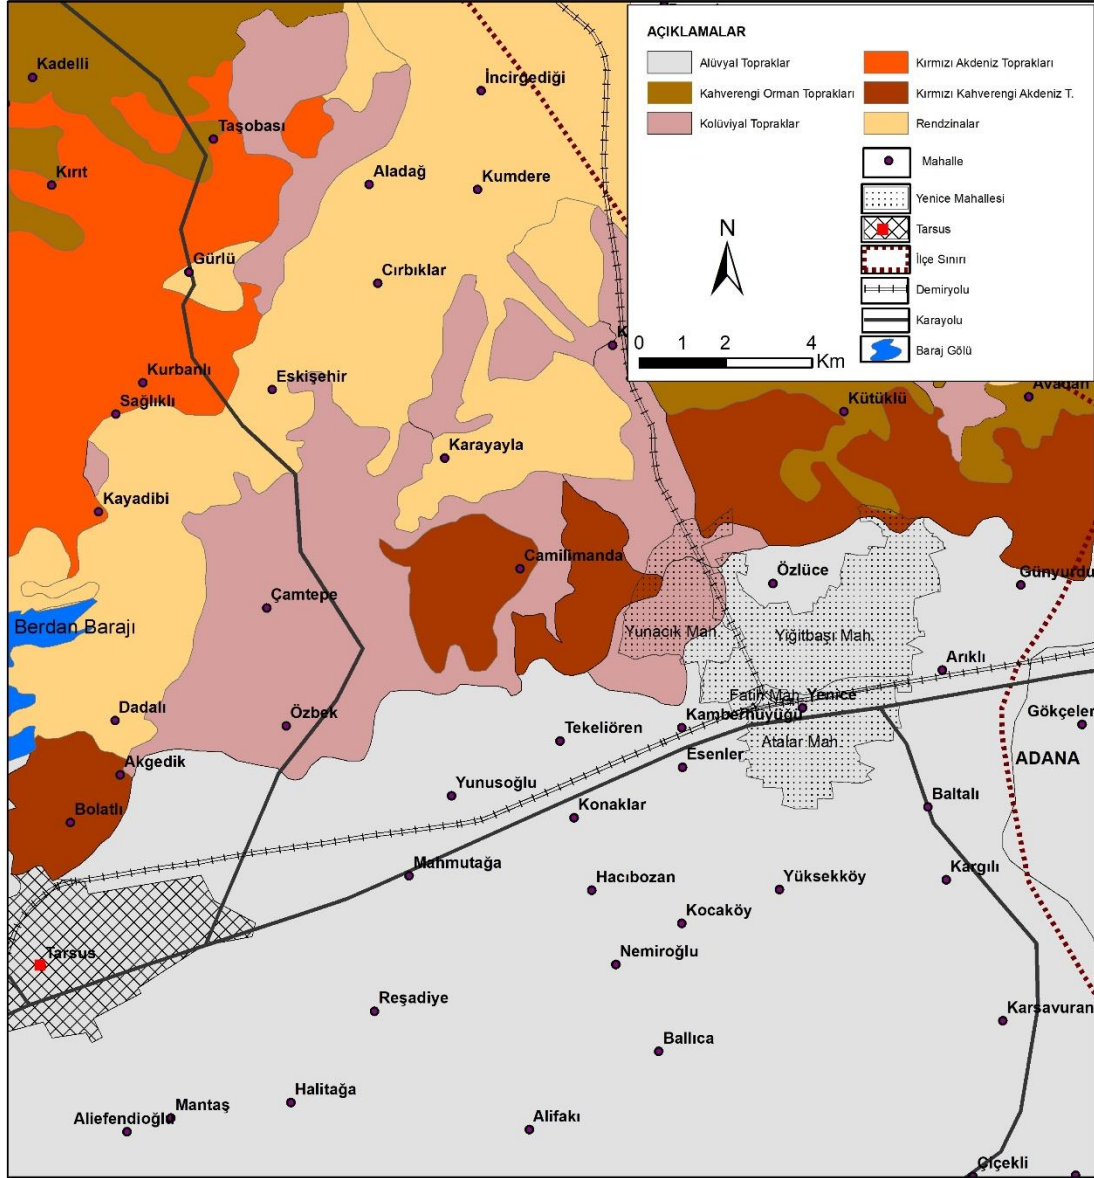 AÇIKLAMALAR
Alüvyal Topraklar
Kahverengi Orman Toprakları
Kolüviyal Topraklar
Kırmızı Akdeniz Toprakları
Kırmızı Kahverengi Akdeniz T.
Rendzinalar
Mahalle
Yenice Mahallesi
Tarsus
İlçe Sınırı
Demiryolu
Karayolu
Baraj Gölü
N
0 1 2 4
Km
Kadelli
İncirgediği
Taşobası
Kırıt
Aladağ
Kumdere
Gürlü
Cırbıklar
Kurbanlı
Eskişehir
Sağlıklı
Kütüklü
Avadan
Karayayla
Kayadibi
Camilimanda
Özlüce
Günyurdu
Çamtepe
Berdan Barajı
Yunacık Mah.
Yiğitbaşı Mah.
Arıklı
Fatih Mah.
Yenice
Dadalı
Özbek
Kamberhüyüğü
Gökçeler
Tekeliören
Atalar Mah.
Esenler
ADANA
Akgedik
Yunusoğlu
Baltalı
Bolatlı
Konaklar
Mahmutağa
Hacıbozan
Yüksekköy
Kargılı
Kocaköy
Tarsus
Nemiroğlu
Reşadiye
Karsavuran
Ballıca
Halitağa
Mantaş
Aliefendioğlu
Alifakı
Çiçekli